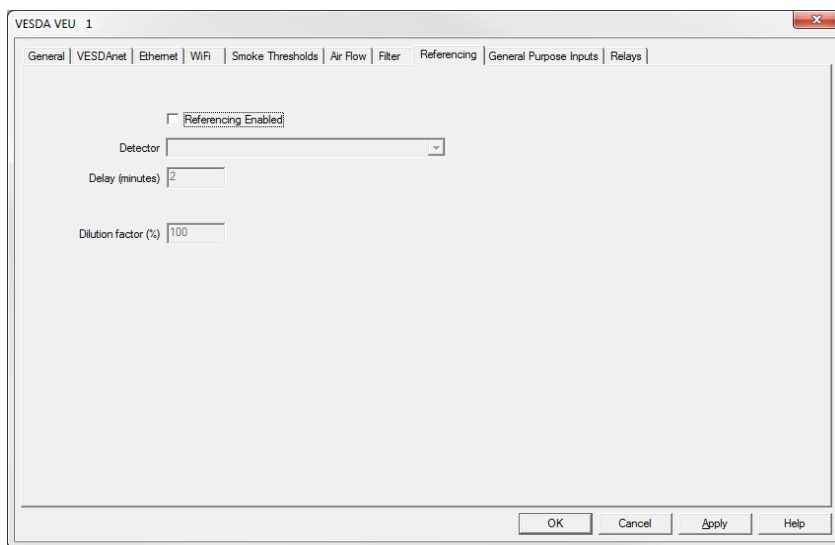 VESDA VEU 1
General VESDAnet Ethernet WiFi Smoke Thresholds Air Flow Filter Referencing General Purpose Inputs Relays
Referencing Enabled
Detector
Delay (minutes) 2
Dilution factor (%) 100
OK Cancel Apply Help